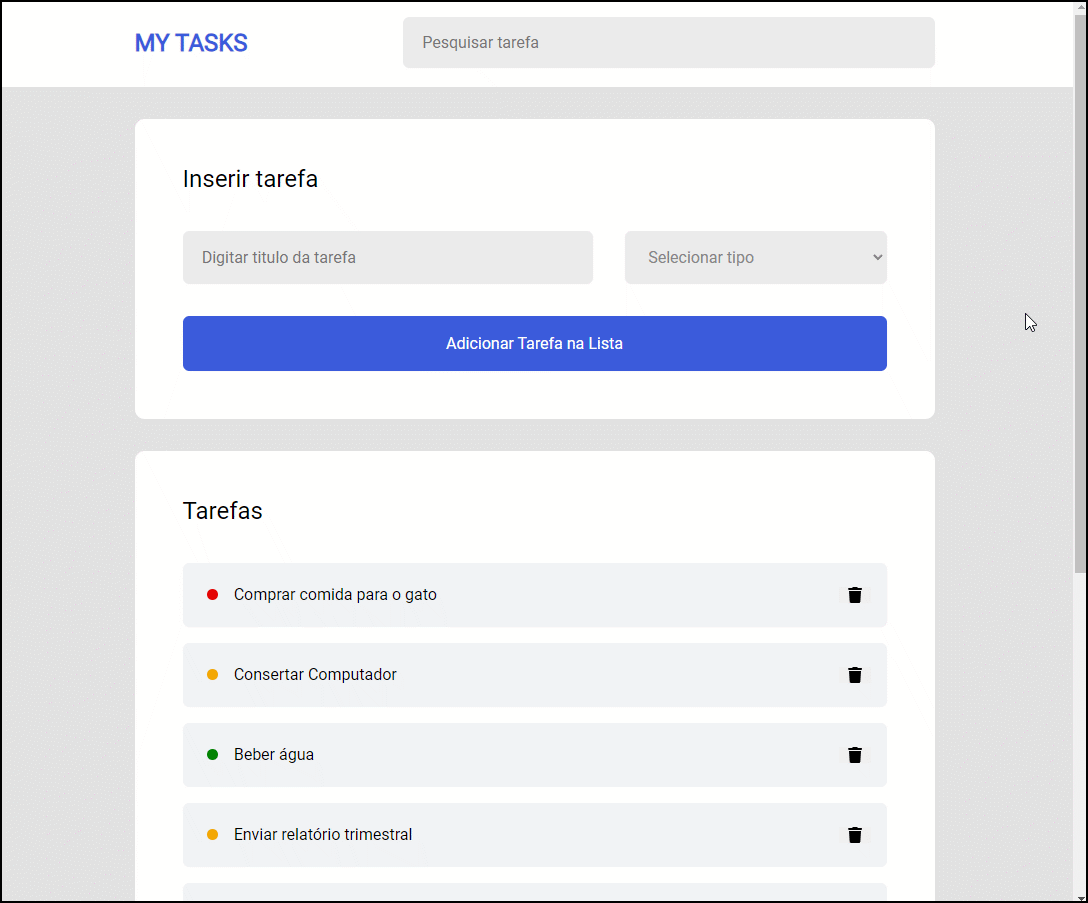 MY TASKS
Pesquisar tarefa
Inserir tarefa
Digitar titulo da tarefa
Selecionar tipo
Adicionar Tarefa na Lista
Tarefas
Comprar comida para o gato
Consertar Computador
Beber água
Enviar relatório trimestral